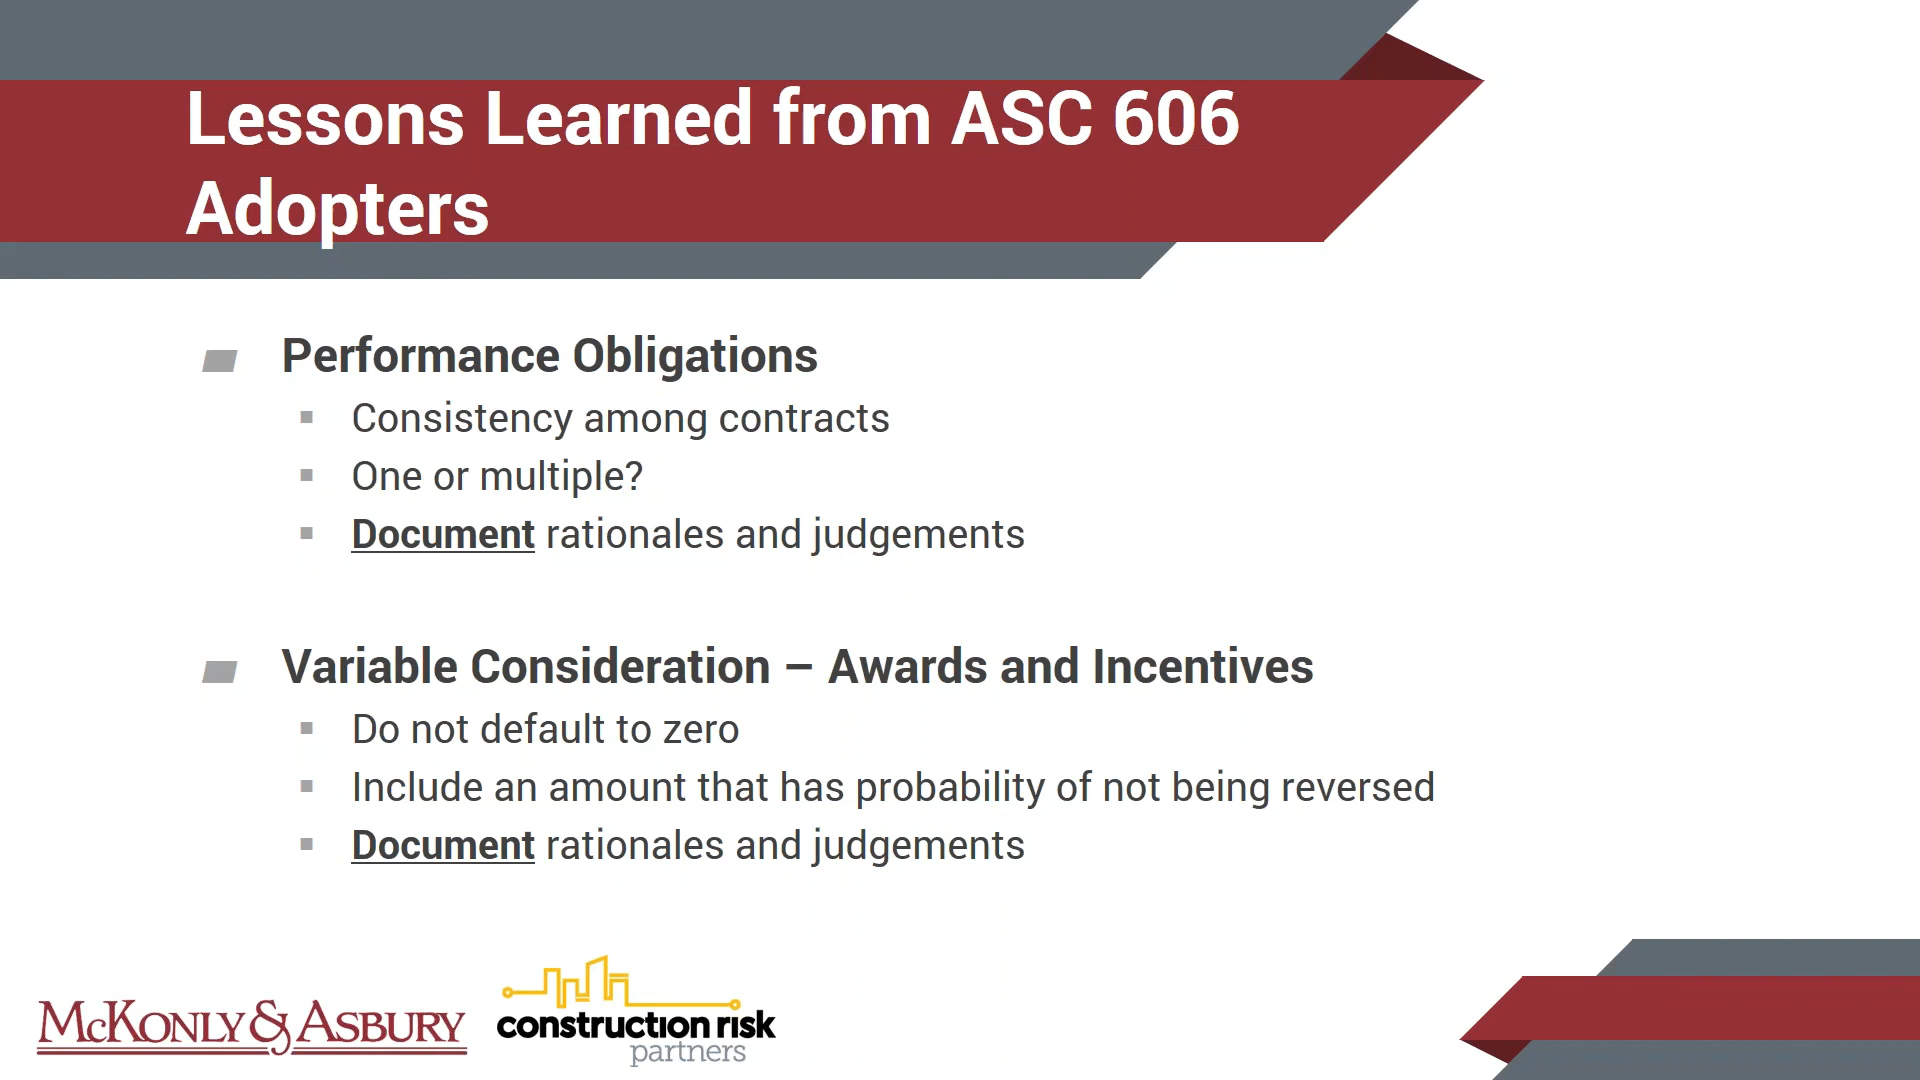 Lessons Learned from ASC 606
Adopters
Performance Obligations
Consistency among contracts
One or multiple?
Document rationales and judgements
Variable Consideration – Awards and Incentives
Do not default to zero
Include an amount that has probability of not being reversed
Document rationales and judgements
McKonly & Asbury
construction risk
partners